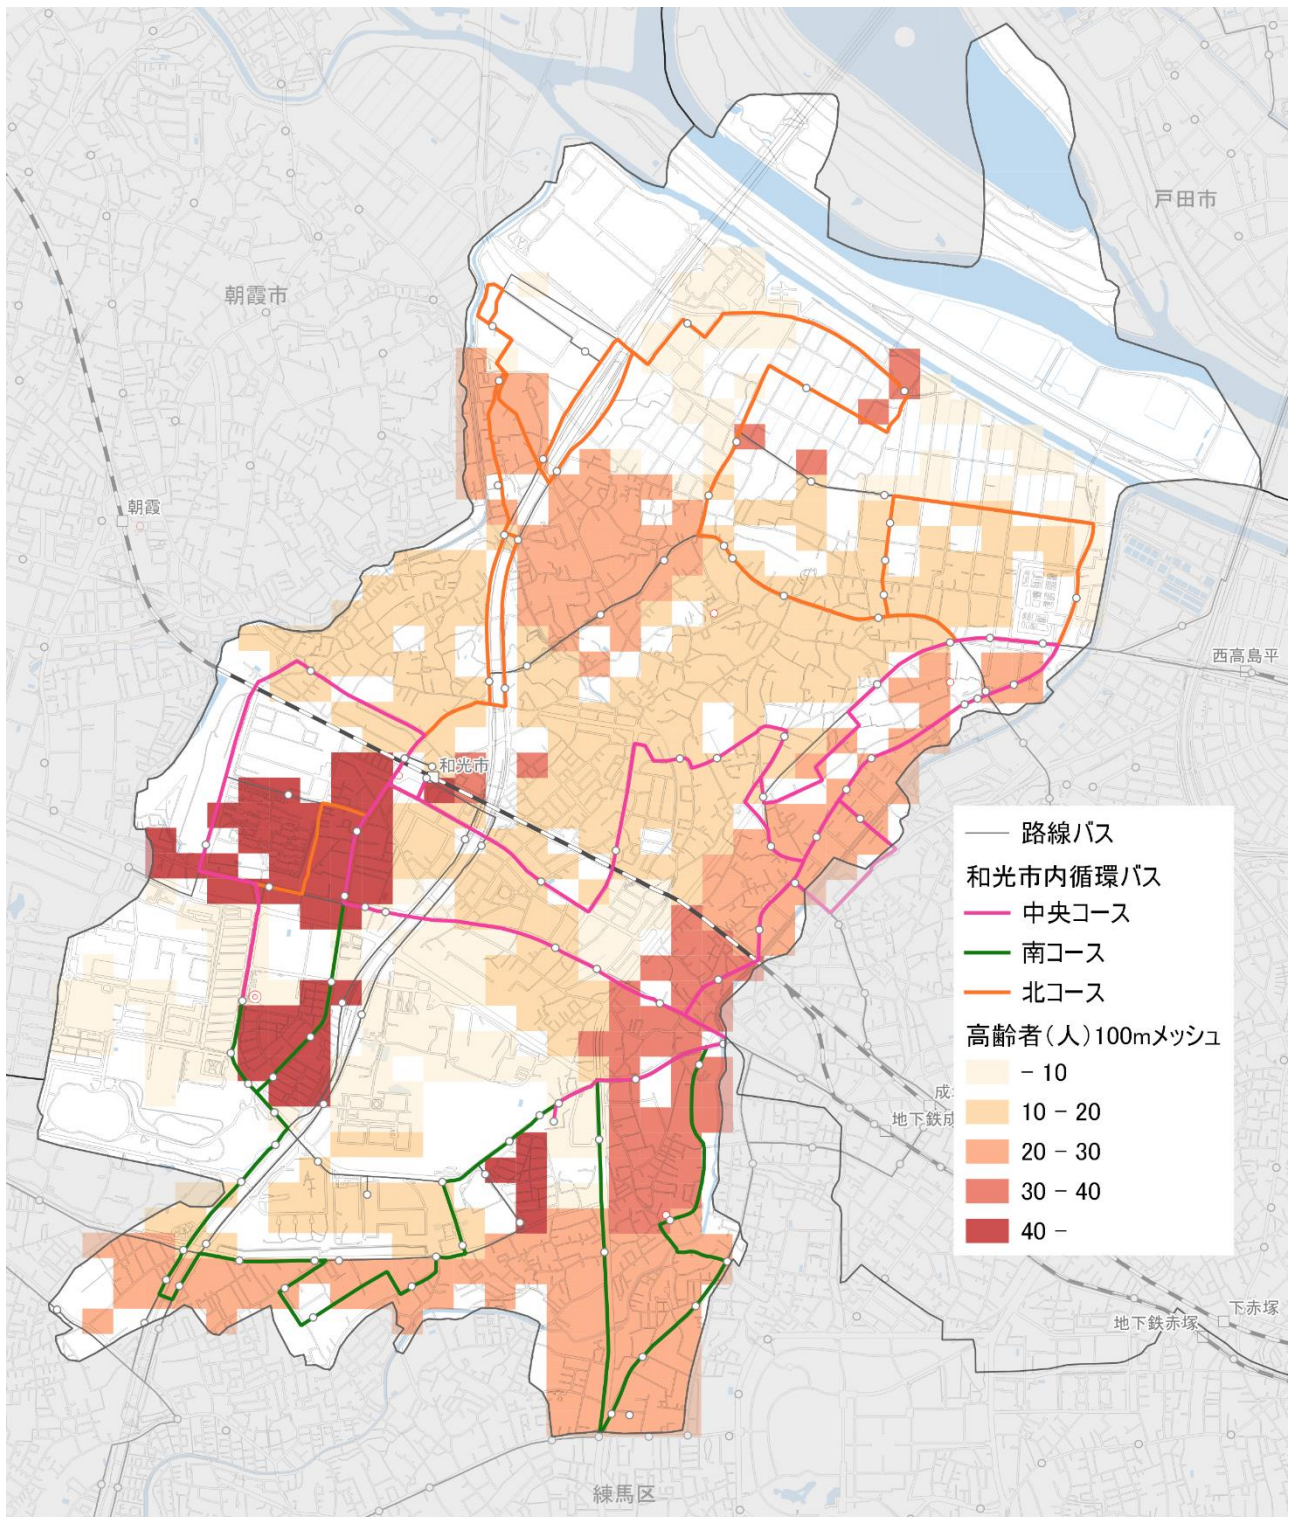 戸田市
朝霞市
朝霞
西高島平
和光市
路線バス
和光市内循環バス
中央コース
南コース
北コース
高齢者(人)100mメッシュ
- 10
10 - 20
20 - 30
30 - 40
40 -
地下鉄成
下赤塚
地下鉄赤塚
練馬区